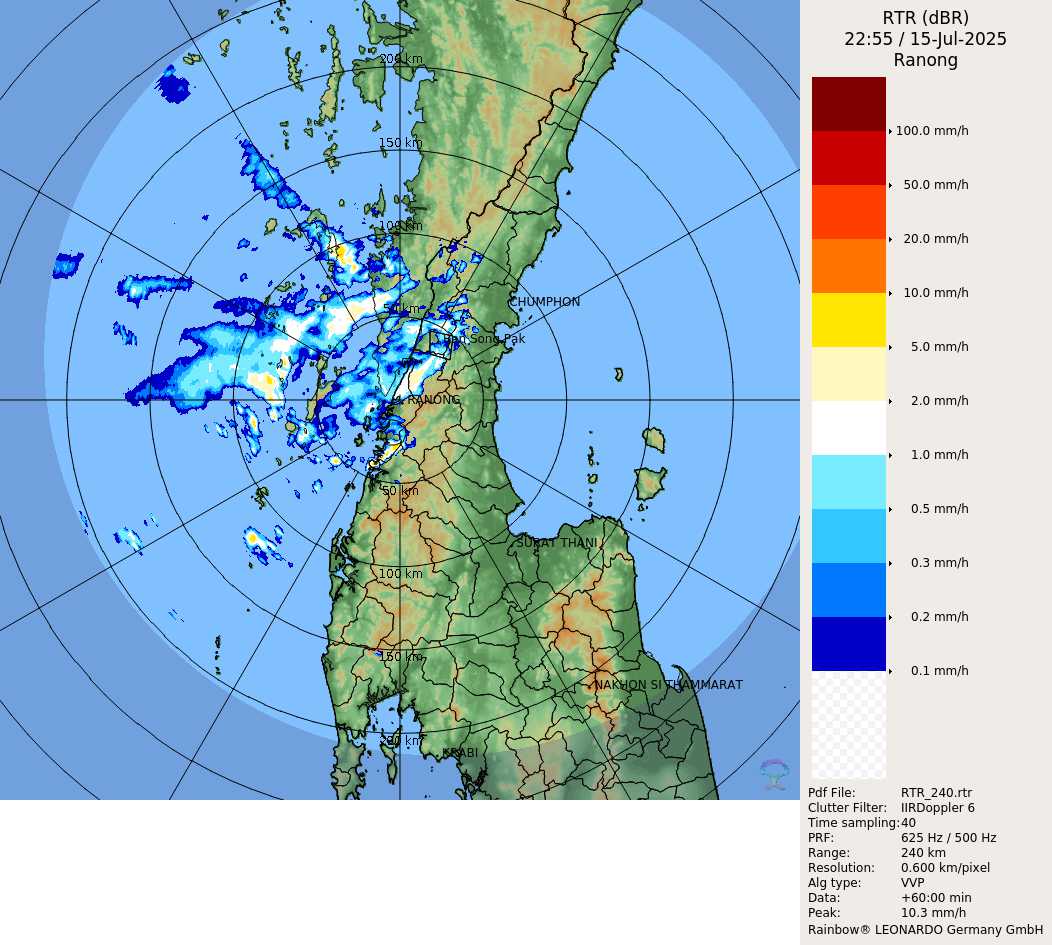 RTR (dBR)
22:55 / 15-Jul-2025
Ranong
100.0 mm/h
50.0 mm/h
20.0 mm/h
10.0 mm/h
5.0 mm/h
2.0 mm/h
1.0 mm/h
0.5 mm/h
0.3 mm/h
0.2 mm/h
0.1 mm/h
Pdf File: RTR_240.rtr
Clutter Filter: IIRDoppler 6
Time sampling: 40
PRF: 625 Hz / 500 Hz
Range: 240 km
Resolution: 0.600 km/pixel
Alg type: VVP
Data: +60:00 min
Peak: 10.3 mm/h
Rainbow® LEONARDO Germany GmbH
200 km
150 km
100 km
50 km
CHUMPHON
Ban Song Pak
RANONG
50 km
SURAT THANI
100 km
150 km
NAKHON SI THAMMARAT
200 km
KRABI